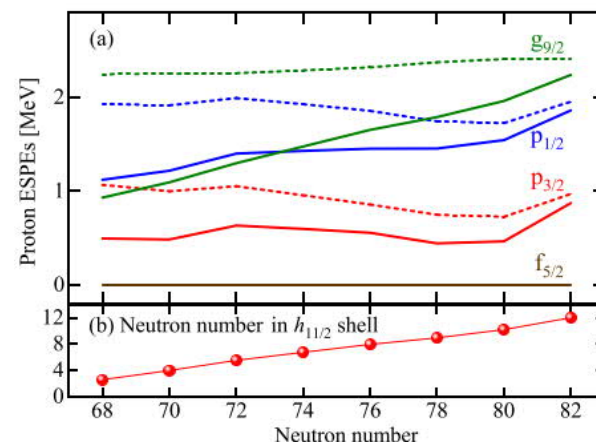 (a)
g9/2
2
p1/2
Proton ESPEs [MeV]
1
p3/2
f5/2
0
12
(b) Neutron number in h11/2 shell
8
4
0
68 70 72 74 76 78 80 82
Neutron number